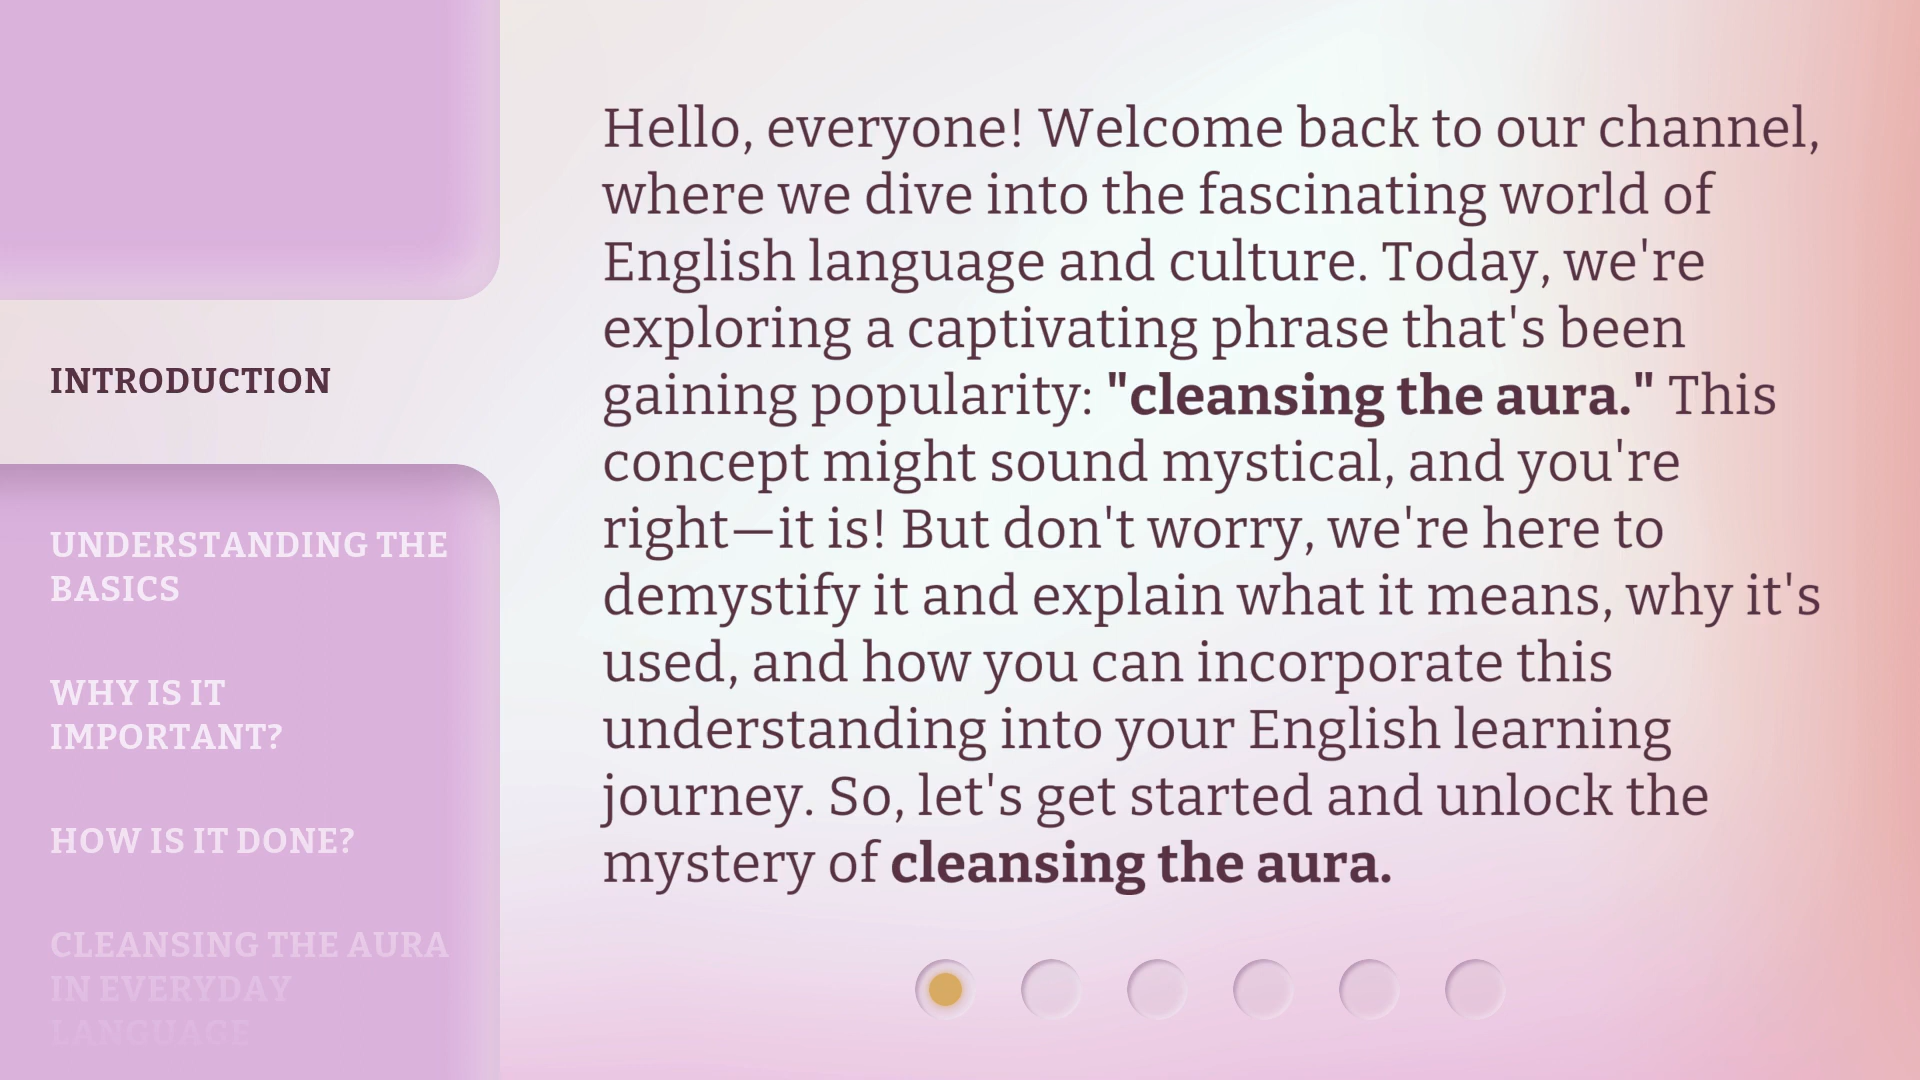 INTRODUCTION
UNDERSTANDING THE
BASICS
WHY IS IT
IMPORTANT?
HOW IS IT DONE?
CLEANSING THE AURA
IN EVERYDAY
LANGUAGE
Hello, everyone! Welcome back to our channel,
where we dive into the fascinating world of
English language and culture. Today, we're
exploring a captivating phrase that's been
gaining popularity: "cleansing the aura." This
concept might sound mystical, and you're
right—it is! But don't worry, we're here to
demystify it and explain what it means, why it's
used, and how you can incorporate this
understanding into your English learning
journey. So, let's get started and unlock the
mystery of cleansing the aura.